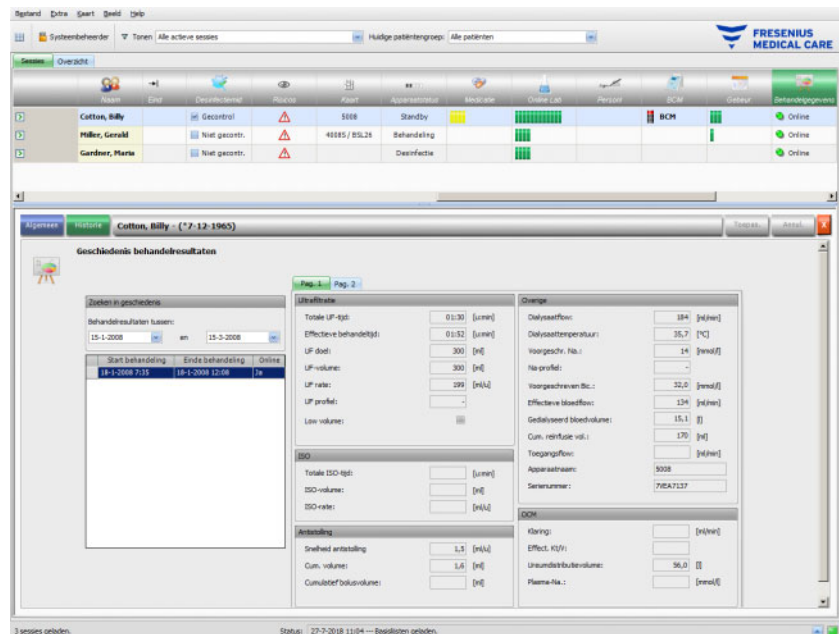 Bestand Extra Kaart Beeld Help
Systeembeheerder Tonen Alle actieve sessies Huidige patiëntengroep: Alle patiënten
FRESENIUS
MEDICAL CARE
Sessies Overzicht
Naam Eind Desinfectiemid Risicos Kaart Apparaatstatus Medicatie Online Lab Persoot BCM Gebeur. Behandelgegevens
Cotton, Billy Gecontrol 5008 Standby BCM Online
Miller, Gerald Niet gecontr. 4008S / BSL26 Behandeling Online
Gardner, Maria Niet gecontr. Desinfectie Online
Algemeen Historie Cotton, Billy - (*7-12-1965) Toepas. Annul. X
Geschiedenis behandelresultaten
Pag. 1 Pag. 2
Zoeken in geschiedenis
Behandelresultaten tussen:
15-1-2008 en 15-3-2008
Start behandeling Einde behandeling Online
18-1-2008 7:35 18-1-2008 12:08 Ja
Ultrafiltratie
Totale UF-tijd: 01:30 [u:min]
Effectieve behandeltijd: 01:52 [u:min]
UF doel: 300 [ml]
UF-volume: 300 [ml]
UF rate: 199 [ml/u]
UF profiel: -
Low volume:
ISO
Totale ISO-tijd: [u:min]
ISO-volume: [ml]
ISO-rate: [ml/u]
Antistolling
Snelheid antistolling 1,5 [ml/u]
Cum. volume: 1,6 [ml]
Cumulatief bolusvolume: [ml]
Overige
Dialysaatflow: 184 [ml/min]
Dialysaattemperatuur: 35,7 [°C]
Voorgeschr. Na.: 14 [mmol/l]
Na-profiel: -
Voorgeschreven Bic.: 32,0 [mmol/l]
Effectieve bloedflow: 134 [ml/min]
Gedialyseerd bloedvolume: 15,1 [l]
Cum. reinfusie vol.: 170 [ml]
Toegangsflow: [ml/min]
Apparaatnaam: 5008
Serienummer: 7VEA7137
OCM
Klaring: [ml/min]
Effect. Kt/V:
Ureumdistributievolume: 56,0 [l]
Plasma-Na.: [mmol/l]
3 sessies geladen. Status: 27-7-2018 11:04 --- Basislijsten geladen.